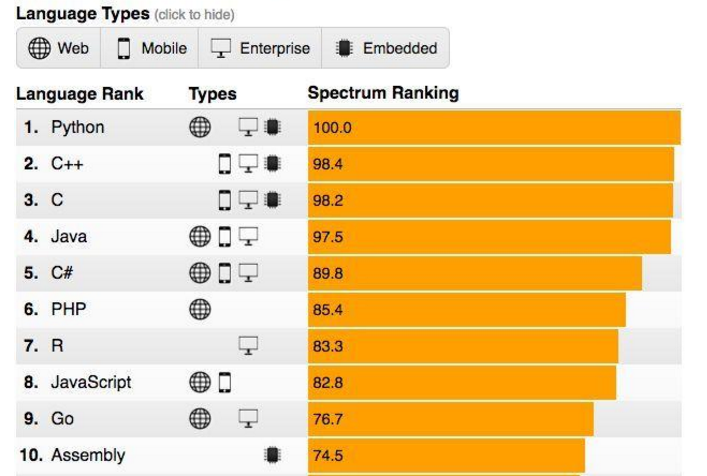 Language Types (click to hide)
Web Mobile Enterprise Embedded
Language Rank Types Spectrum Ranking
1. Python 100.0
2. C++ 98.4
3. C 98.2
4. Java 97.5
5. C# 89.8
6. PHP 85.4
7. R 83.3
8. JavaScript 82.8
9. Go 76.7
10. Assembly 74.5